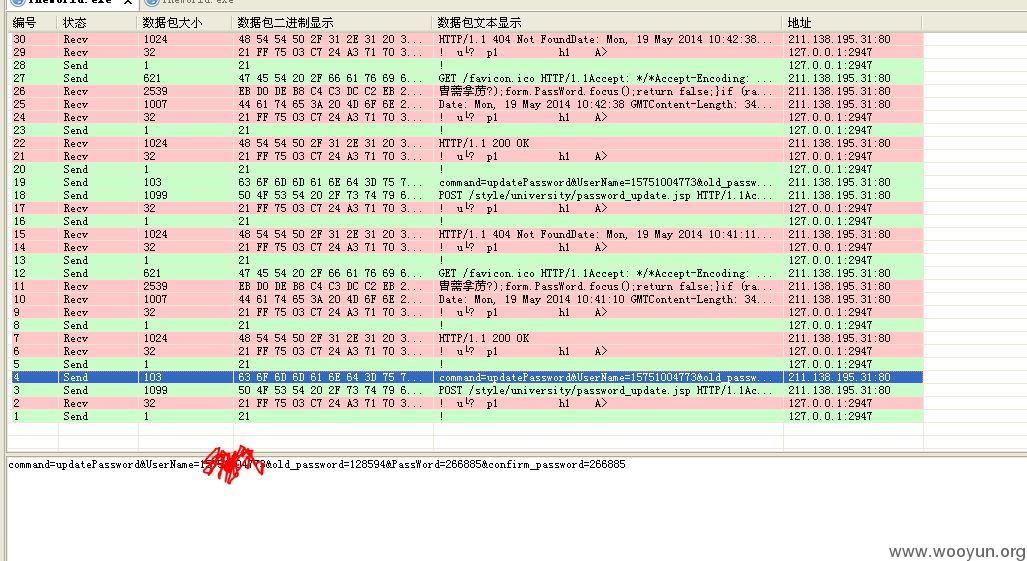 TheWorld.exe
编号 状态 数据包大小 数据包二进制显示 数据包文本显示 地址
30 Recv 1024 48 54 54 50 2F 31 2E 31 20 3... HTTP/1.1 404 Not FoundDate: Mon, 19 May 2014 10:42:38... 211.138.195.31:80
29 Recv 32 21 FF 75 03 C7 24 A3 71 70 3... ! u└? p1 h1 A> 127.0.0.1:2947
28 Send 1 21 ! 127.0.0.1:2947
27 Send 621 47 45 54 20 2F 66 61 76 69 6... GET /favicon.ico HTTP/1.1Accept: */*Accept-Encoding: ... 211.138.195.31:80
26 Recv 2539 EB D0 DE B8 C4 C3 DC C2 EB 2... );form.PassWord.focus();return false;}if (ra... 211.138.195.31:80
25 Recv 1007 44 61 74 65 3A 20 4D 6F 6E 2... Date: Mon, 19 May 2014 10:42:38 GMTContent-Length: 34... 211.138.195.31:80
24 Recv 32 21 FF 75 03 C7 24 A3 71 70 3... ! u└? p1 h1 A> 127.0.0.1:2947
23 Send 1 21 ! 127.0.0.1:2947
22 Recv 1024 48 54 54 50 2F 31 2E 31 20 3... HTTP/1.1 200 OK 211.138.195.31:80
21 Recv 32 21 FF 75 03 C7 24 A3 71 70 3... ! u└? p1 h1 A> 127.0.0.1:2947
20 Send 1 21 ! 127.0.0.1:2947
19 Send 103 63 6F 6D 6D 61 6E 64 3D 75 7... command=updatePassword&UserName=15751004773&old_passw... 211.138.195.31:80
18 Send 1099 50 4F 53 54 20 2F 73 74 79 6... POST /style/university/password_update.jsp HTTP/1.1Ac... 211.138.195.31:80
17 Recv 32 21 FF 75 03 C7 24 A3 71 70 3... ! u└? p1 h1 A> 127.0.0.1:2947
16 Send 1 21 ! 127.0.0.1:2947
15 Recv 1024 48 54 54 50 2F 31 2E 31 20 3... HTTP/1.1 404 Not FoundDate: Mon, 19 May 2014 10:41:11... 211.138.195.31:80
14 Recv 32 21 FF 75 03 C7 24 A3 71 70 3... ! u└? p1 h1 A> 127.0.0.1:2947
13 Send 1 21 ! 127.0.0.1:2947
12 Send 621 47 45 54 20 2F 66 61 76 69 6... GET /favicon.ico HTTP/1.1Accept: */*Accept-Encoding: ... 211.138.195.31:80
11 Recv 2539 EB D0 DE B8 C4 C3 DC C2 EB 2... );form.PassWord.focus();return false;}if (ra... 211.138.195.31:80
10 Recv 1007 44 61 74 65 3A 20 4D 6F 6E 2... Date: Mon, 19 May 2014 10:41:10 GMTContent-Length: 34... 211.138.195.31:80
9 Recv 32 21 FF 75 03 C7 24 A3 71 70 3... ! u└? p1 h1 A> 127.0.0.1:2947
8 Send 1 21 ! 127.0.0.1:2947
7 Recv 1024 48 54 54 50 2F 31 2E 31 20 3... HTTP/1.1 200 OK 211.138.195.31:80
6 Recv 32 21 FF 75 03 C7 24 A3 71 70 3... ! u└? p1 h1 A> 127.0.0.1:2947
5 Send 1 21 ! 127.0.0.1:2947
4 Send 103 63 6F 6D 6D 61 6E 64 3D 75 7... command=updatePassword&UserName=15751004773&old_passw... 211.138.195.31:80
3 Send 1099 50 4F 53 54 20 2F 73 74 79 6... POST /style/university/password_update.jsp HTTP/1.1Ac... 211.138.195.31:80
2 Recv 32 21 FF 75 03 C7 24 A3 71 70 3... ! u└? p1 h1 A> 127.0.0.1:2947
1 Send 1 21 ! 127.0.0.1:2947
command=updatePassword&UserName= &old_password=128594&PassWord=266885&confirm_password=266885
www.wooyun.org